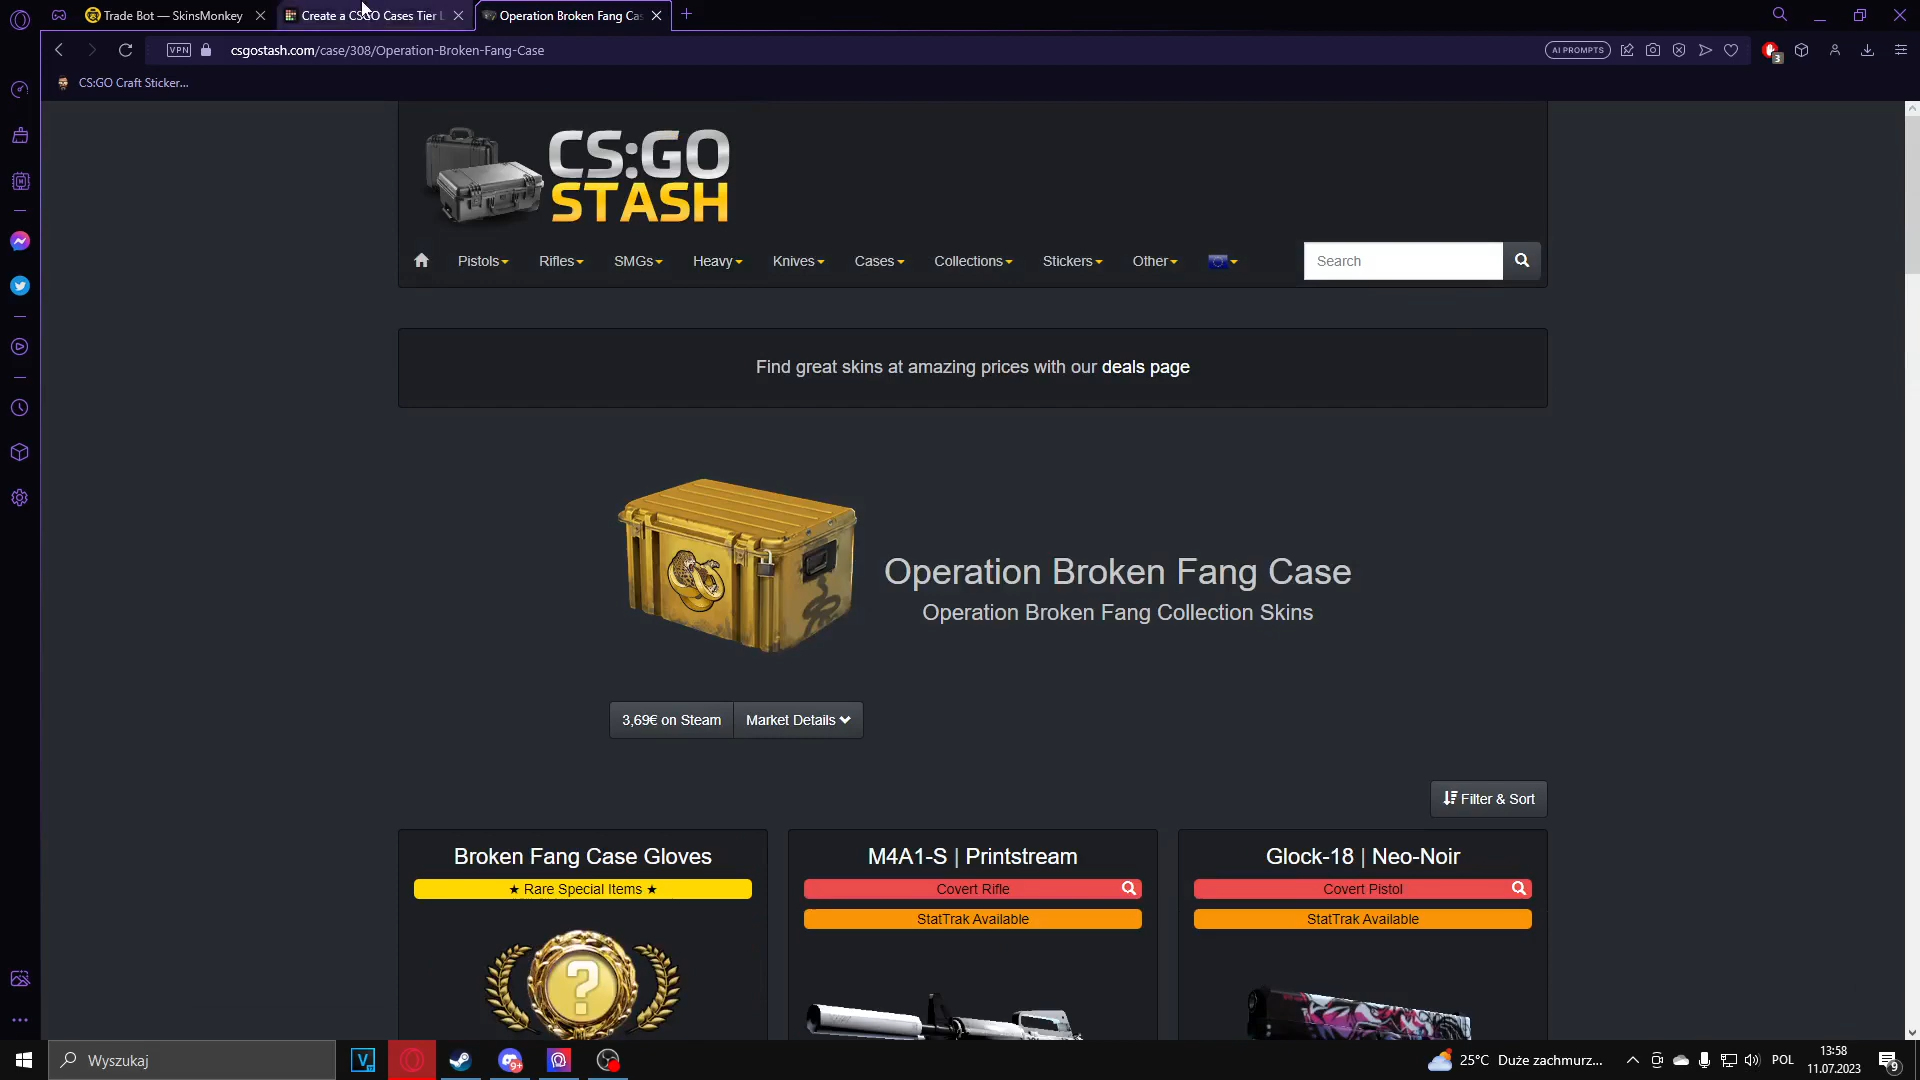 Trade Bot — SkinsMonkey
Create a CS:GO Cases Tier L
Operation Broken Fang Cas
VPN
csgostash.com/case/308/Operation-Broken-Fang-Case
AI PROMPTS
3
CS:GO Craft Sticker...
CS:GO
STASH
Pistols
Rifles
SMGs
Heavy
Knives
Cases
Collections
Stickers
Other
Search
Find great skins at amazing prices with our deals page
Operation Broken Fang Case
Operation Broken Fang Collection Skins
3,69€ on Steam
Market Details
Filter & Sort
Broken Fang Case Gloves
★ Rare Special Items ★
M4A1-S | Printstream
Covert Rifle
StatTrak Available
Glock-18 | Neo-Noir
Covert Pistol
StatTrak Available
?
Wyszukaj
V
9+
25°C Duże zachmurz...
POL
13:58
11.07.2023
9